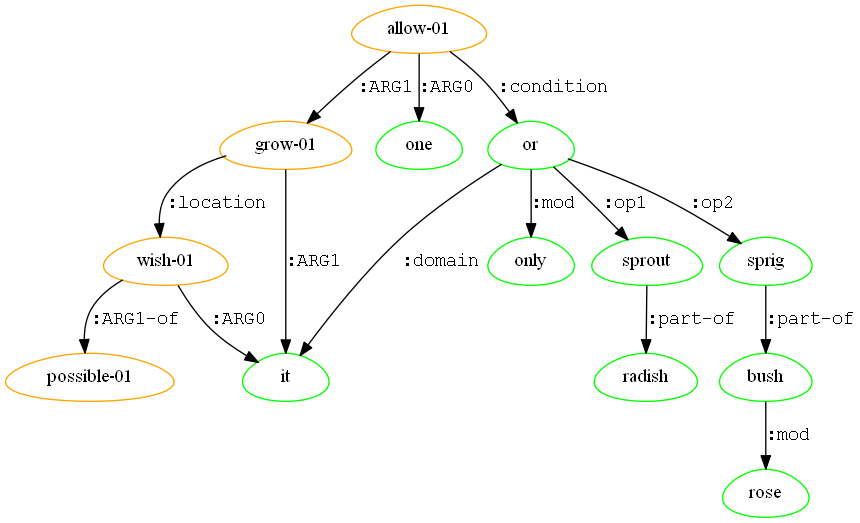 allow-01
:ARG1 :ARG0 :condition
grow-01 one or
:location :ARG1 :domain :mod :op1 :op2
wish-01 only sprout sprig
:ARG1-of :ARG0 :part-of :part-of
possible-01 it radish bush
:mod
rose